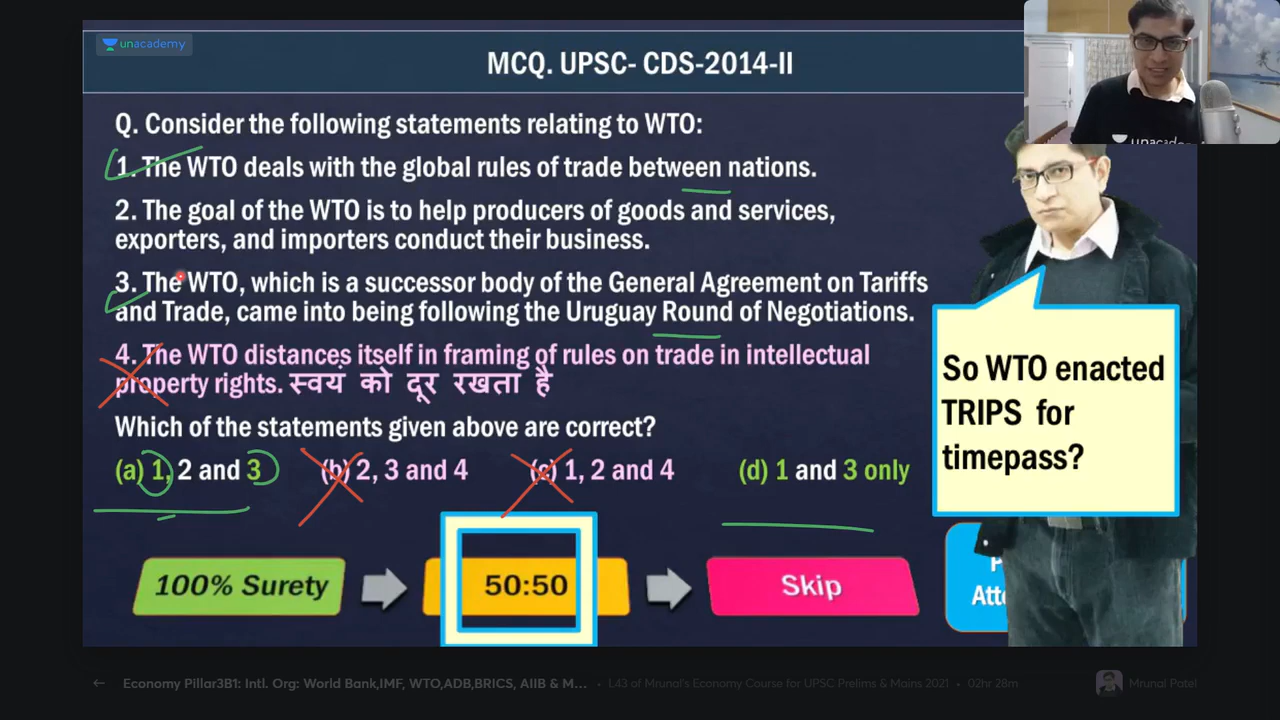 unacademy
MCQ. UPSC- CDS-2014-II
Q. Consider the following statements relating to WTO:
1. The WTO deals with the global rules of trade between nations.
2. The goal of the WTO is to help producers of goods and services,
exporters, and importers conduct their business.
3. The WTO, which is a successor body of the General Agreement on Tariffs
and Trade, came into being following the Uruguay Round of Negotiations.
4. The WTO distances itself in framing of rules on trade in intellectual
property rights. स्वयं को दूर रखता है
Which of the statements given above are correct?
(a) 1, 2 and 3 (b) 2, 3 and 4 (c) 1, 2 and 4 (d) 1 and 3 only
So WTO enacted
TRIPS for
timepass?
100% Surety 50:50 Skip
Economy Pillar3B1: Intl. Org: World Bank,IMF, WTO,ADB,BRICS, AIIB & M... • L43 of Mrunal's Economy Course for UPSC Prelims & Mains 2021 • 02hr 28m Mrunal Patel